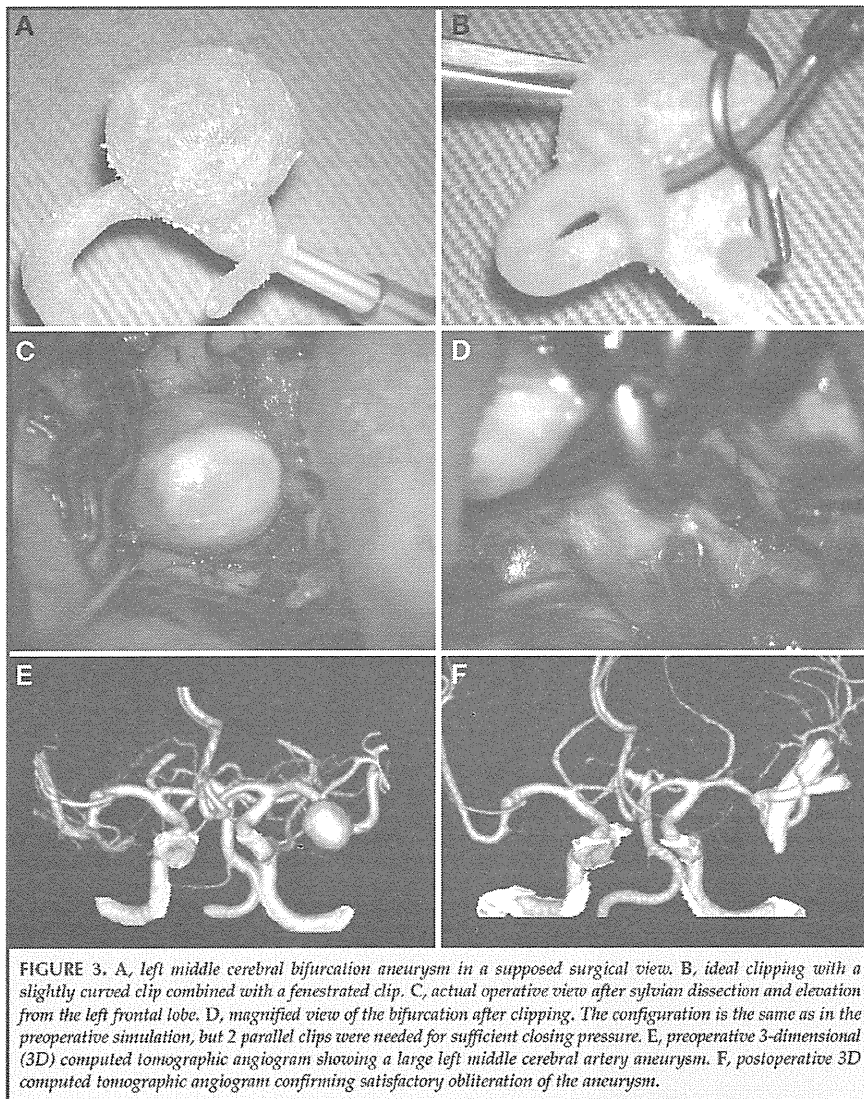 A
B
C
D
E
F
FIGURE 3. A, left middle cerebral bifurcation aneurysm in a supposed surgical view. B, ideal clipping with a
slightly curved clip combined with a fenestrated clip. C, actual operative view after sylvian dissection and elevation
from the left frontal lobe. D, magnified view of the bifurcation after clipping. The configuration is the same as in the
preoperative simulation, but 2 parallel clips were needed for sufficient closing pressure. E, preoperative 3-dimensional
(3D) computed tomographic angiogram showing a large left middle cerebral artery aneurysm. F, postoperative 3D
computed tomographic angiogram confirming satisfactory obliteration of the aneurysm.